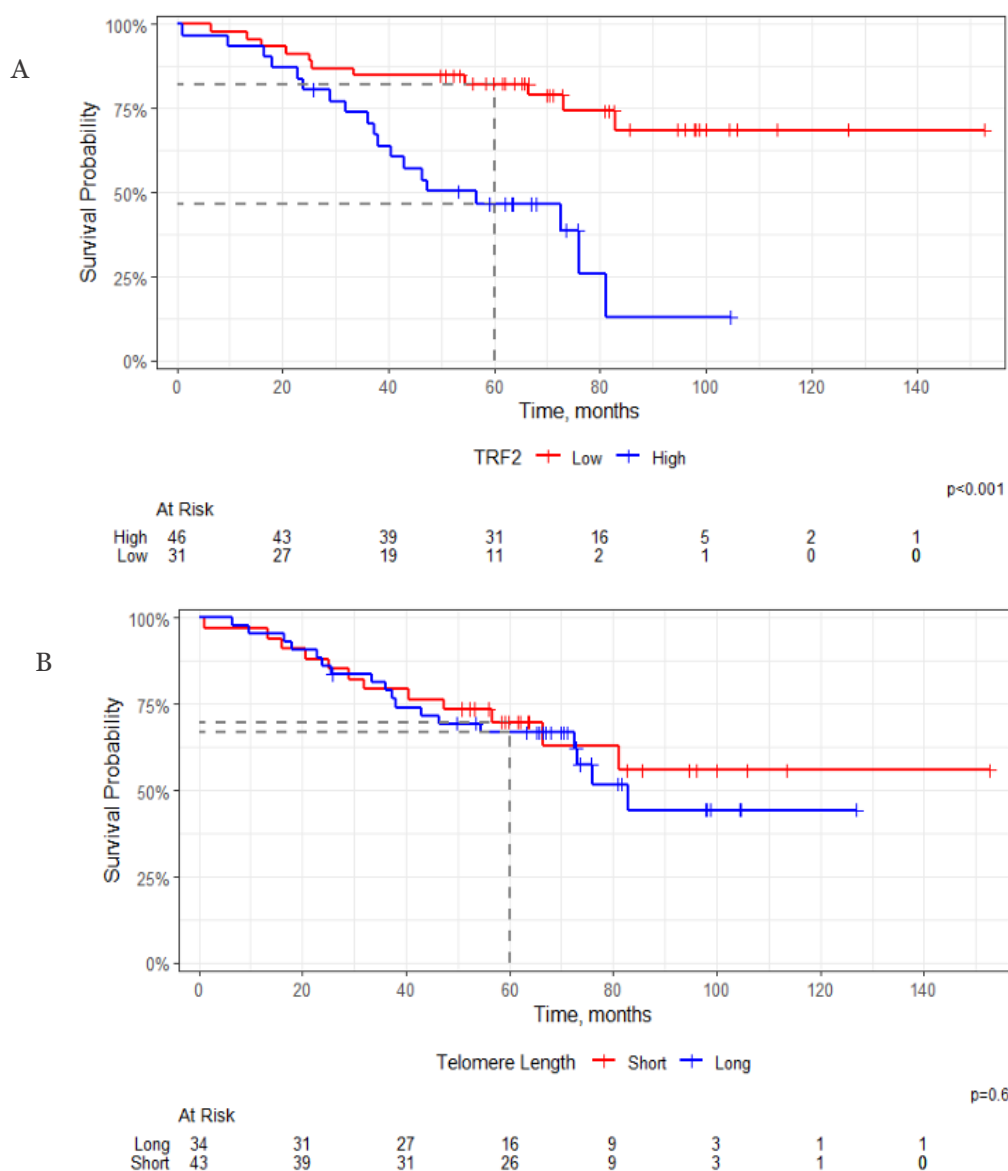 A
100%
75%
50%
25%
0%
Survival Probability
0 20 40 60 80 100 120 140
Time, months
TRF2 Low High
p<0.001
At Risk
High 46 43 39 31 16 5 2 1
Low 31 27 19 11 2 1 0 0
B
100%
75%
50%
25%
0%
Survival Probability
0 20 40 60 80 100 120 140
Time, months
Telomere Length Short Long
p=0.6
At Risk
Long 34 31 27 16 9 3 1 1
Short 43 39 31 26 9 3 1 0